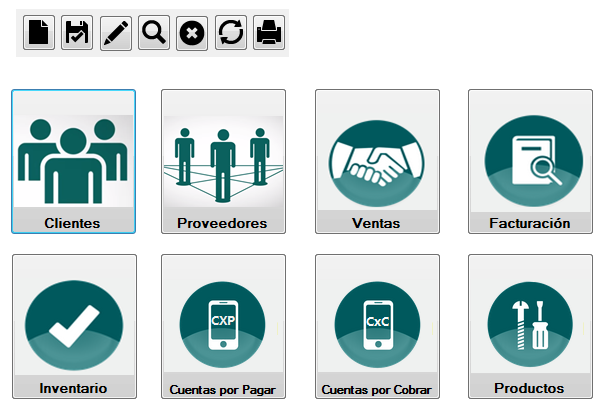 Clientes
Proveedores
Ventas
Facturación
CXP
CxC
Inventario
Cuentas por Pagar
Cuentas por Cobrar
Productos